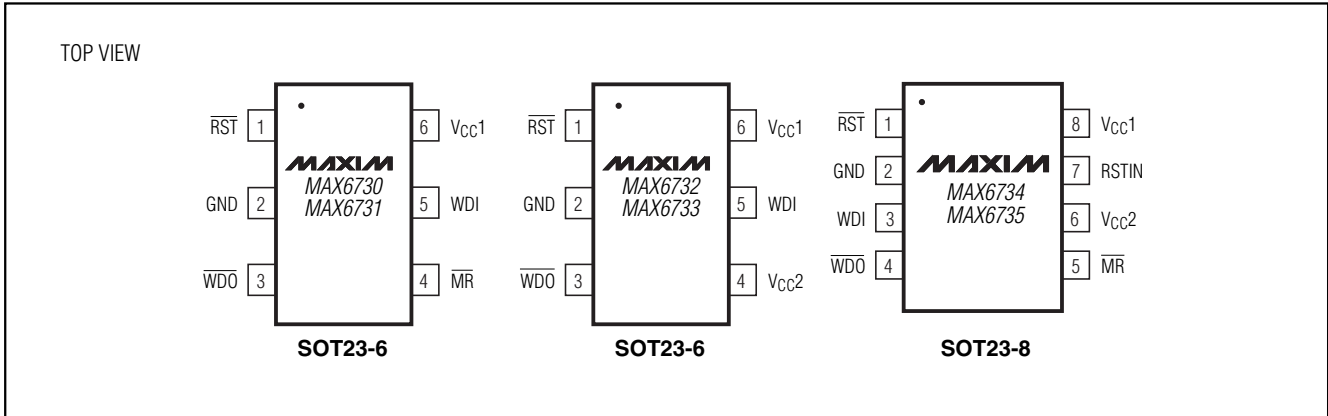 TOP VIEW
RST 1
GND 2
WDO 3
MAXIM
MAX6730
MAX6731
6 VCC1
5 WDI
4 MR
SOT23-6
RST 1
GND 2
WDO 3
MAXIM
MAX6732
MAX6733
6 VCC1
5 WDI
4 VCC2
SOT23-6
RST 1
GND 2
WDI 3
WDO 4
MAXIM
MAX6734
MAX6735
8 VCC1
7 RSTIN
6 VCC2
5 MR
SOT23-8